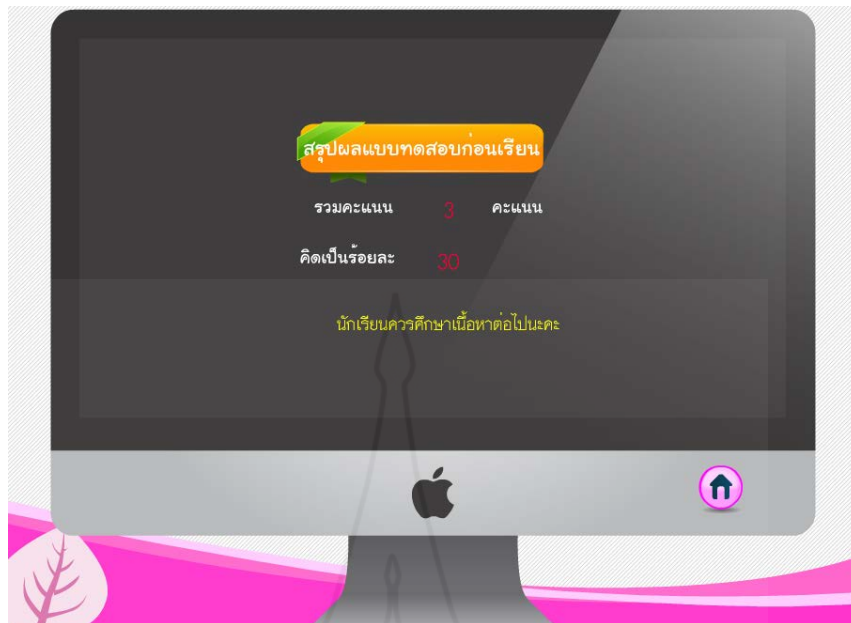 สรุปผลแบบทดสอบก่อนเรียน
รวมคะแนน 3 คะแนน
คิดเป็นร้อยละ 30
นักเรียนควรศึกษาเนื้อหาต่อไปนะคะ